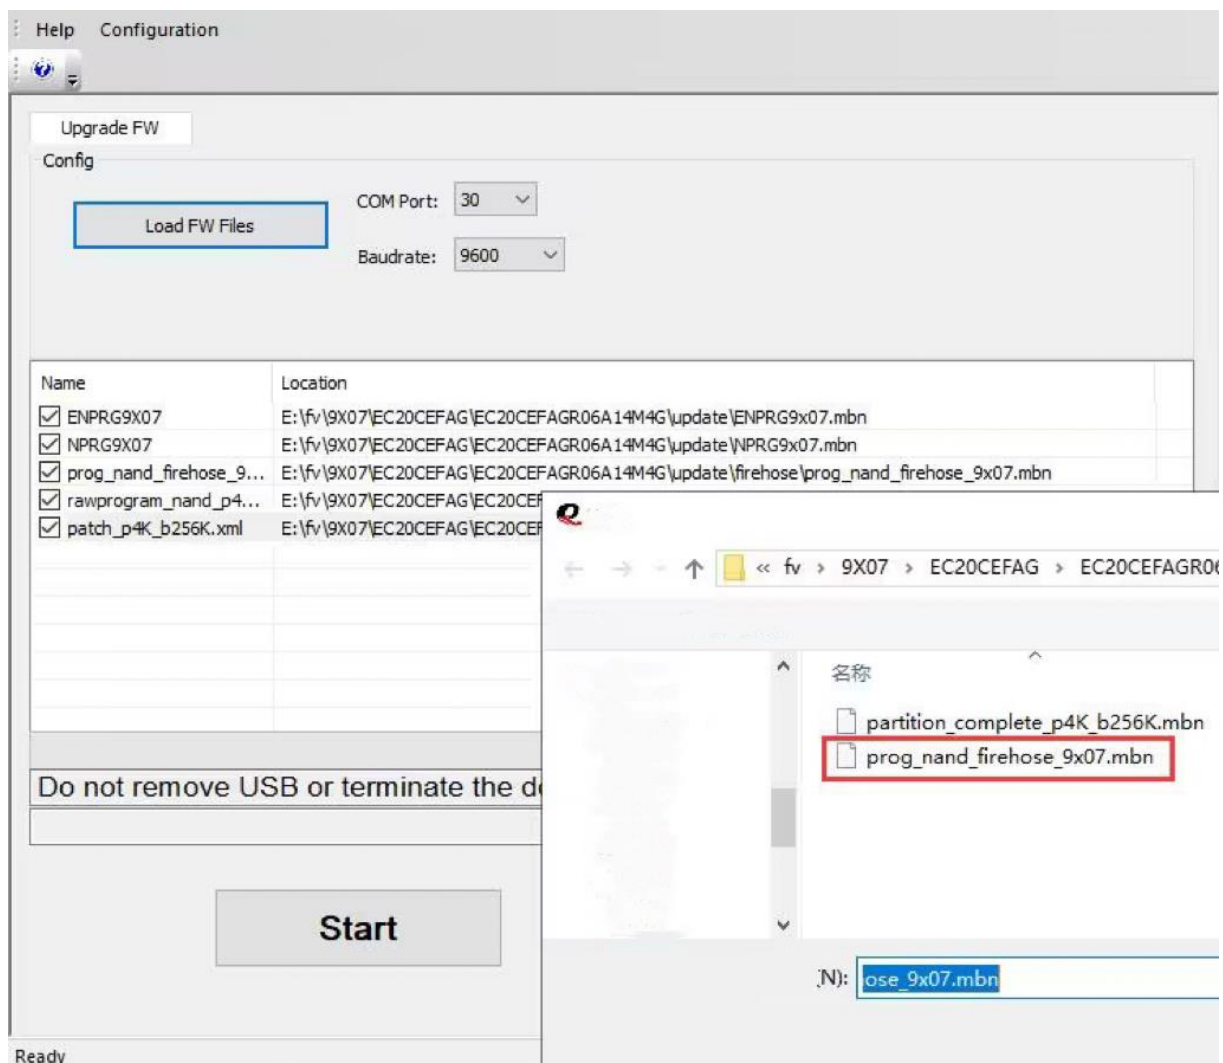 Help Configuration
Upgrade FW
Config
Load FW Files
COM Port: 30
Baudrate: 9600
Name Location
ENPRG9X07 E:\fv\9X07\EC20CEFAG\EC20CEFAGR06A14M4G\update\ENPRG9x07.mbn
NPRG9X07 E:\fv\9X07\EC20CEFAG\EC20CEFAGR06A14M4G\update\NPRG9x07.mbn
prog_nand_firehose_9... E:\fv\9X07\EC20CEFAG\EC20CEFAGR06A14M4G\update\firehose\prog_nand_firehose_9x07.mbn
rawprogram_nand_p4... E:\fv\9X07\EC20CEFAG\EC20CEF
patch_p4K_b256K.xml E:\fv\9X07\EC20CEFAG\EC20CEF
« fv › 9X07 › EC20CEFAG › EC20CEFAGR06
名称
partition_complete_p4K_b256K.mbn
prog_nand_firehose_9x07.mbn
Do not remove USB or terminate the d
Start
N): ose_9x07.mbn
Ready